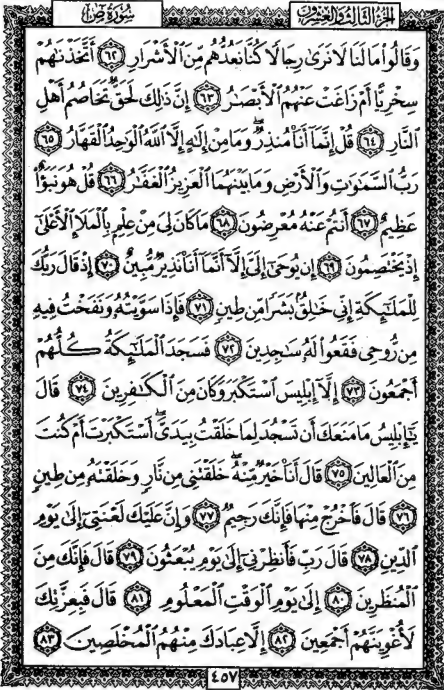 الجزء الثالث والعشرون سورة ص
وَقَالُواْ مَا لَنَا لَا نَرَىٰ رِجَالًا كُنَّا نَعُدُّهُم مِّنَ ٱلْأَشْرَارِ ٦٢ أَتَّخَذْنَٰهُمْ
سِخْرِيًّا أَمْ زَاغَتْ عَنْهُمُ ٱلْأَبْصَٰرُ ٦٣ إِنَّ ذَٰلِكَ لَحَقٌّ تَخَاصُمُ أَهْلِ
ٱلنَّارِ ٦٤ قُلْ إِنَّمَآ أَنَا۠ مُنذِرٌ ۖ وَمَا مِنْ إِلَٰهٍ إِلَّا ٱللَّهُ ٱلْوَٰحِدُ ٱلْقَهَّارُ ٦٥
رَبُّ ٱلسَّمَٰوَٰتِ وَٱلْأَرْضِ وَمَا بَيْنَهُمَا ٱلْعَزِيزُ ٱلْغَفَّٰرُ ٦٦ قُلْ هُوَ نَبَؤٌاْ
عَظِيمٌ ٦٧ أَنتُمْ عَنْهُ مُعْرِضُونَ ٦٨ مَا كَانَ لِىَ مِنْ عِلْمٍۭ بِٱلْمَلَإِ ٱلْأَعْلَىٰٓ
إِذْ يَخْتَصِمُونَ ٦٩ إِن يُوحَىٰٓ إِلَىَّ إِلَّآ أَنَّمَآ أَنَا۠ نَذِيرٌ مُّبِينٌ ٧٠ إِذْ قَالَ رَبُّكَ
لِلْمَلَٰٓئِكَةِ إِنِّى خَٰلِقٌۢ بَشَرًا مِّن طِينٍ ٧١ فَإِذَا سَوَّيْتُهُۥ وَنَفَخْتُ فِيهِ
مِن رُّوحِى فَقَعُواْ لَهُۥ سَٰجِدِينَ ٧٢ فَسَجَدَ ٱلْمَلَٰٓئِكَةُ كُلُّهُمْ
أَجْمَعُونَ ٧٣ إِلَّآ إِبْلِيسَ ٱسْتَكْبَرَ وَكَانَ مِنَ ٱلْكَٰفِرِينَ ٧٤ قَالَ
يَٰٓإِبْلِيسُ مَا مَنَعَكَ أَن تَسْجُدَ لِمَا خَلَقْتُ بِيَدَىَّ ۖ أَسْتَكْبَرْتَ أَمْ كُنتَ
مِنَ ٱلْعَالِينَ ٧٥ قَالَ أَنَا۠ خَيْرٌ مِّنْهُ ۖ خَلَقْتَنِى مِن نَّارٍ وَخَلَقْتَهُۥ مِن طِينٍ
٧٦ قَالَ فَٱخْرُجْ مِنْهَا فَإِنَّكَ رَجِيمٌ ٧٧ وَإِنَّ عَلَيْكَ لَعْنَتِىٓ إِلَىٰ يَوْمِ
ٱلدِّينِ ٧٨ قَالَ رَبِّ فَأَنظِرْنِىٓ إِلَىٰ يَوْمِ يُبْعَثُونَ ٧٩ قَالَ فَإِنَّكَ مِنَ
ٱلْمُنظَرِينَ ٨٠ إِلَىٰ يَوْمِ ٱلْوَقْتِ ٱلْمَعْلُومِ ٨١ قَالَ فَبِعِزَّتِكَ
لَأُغْوِيَنَّهُمْ أَجْمَعِينَ ٨٢ إِلَّا عِبَادَكَ مِنْهُمُ ٱلْمُخْلَصِينَ ٨٣
٤٥٧